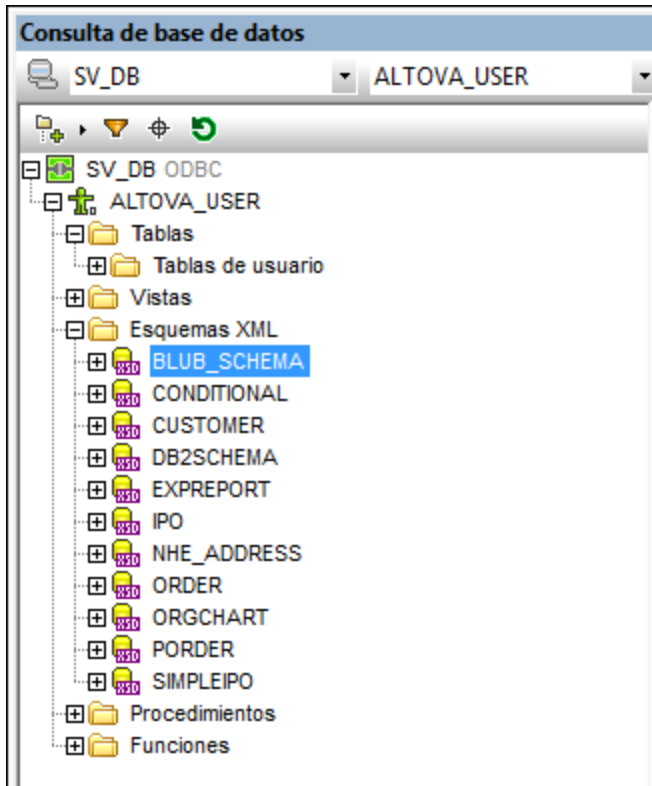 Consulta de base de datos
SV_DB ALTOVA_USER
SV_DB ODBC
ALTOVA_USER
Tablas
Tablas de usuario
Vistas
Esquemas XML
BLUB_SCHEMA
CONDITIONAL
CUSTOMER
DB2SCHEMA
EXPREPORT
IPO
NHE_ADDRESS
ORDER
ORGCHART
PORDER
SIMPLEIPO
Procedimientos
Funciones